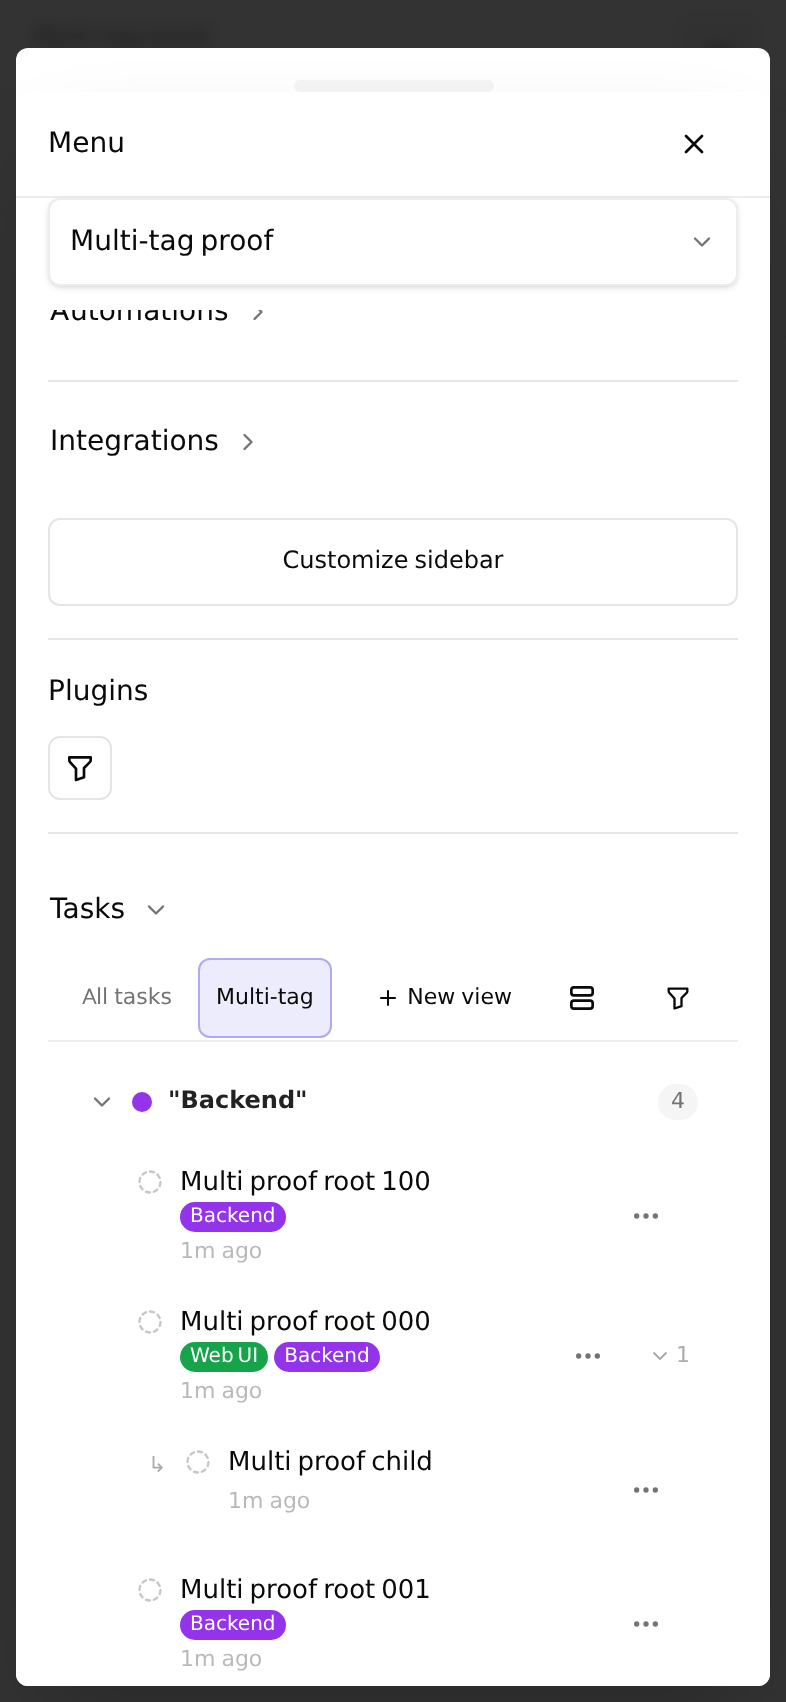 Menu
Multi-tag proof
Automations
Integrations
Customize sidebar
Plugins
Tasks
All tasks Multi-tag + New view
"Backend" 4
Multi proof root 100
Backend
1m ago
Multi proof root 000
Web UI Backend 1
1m ago
↳ Multi proof child
1m ago
Multi proof root 001
Backend
1m ago